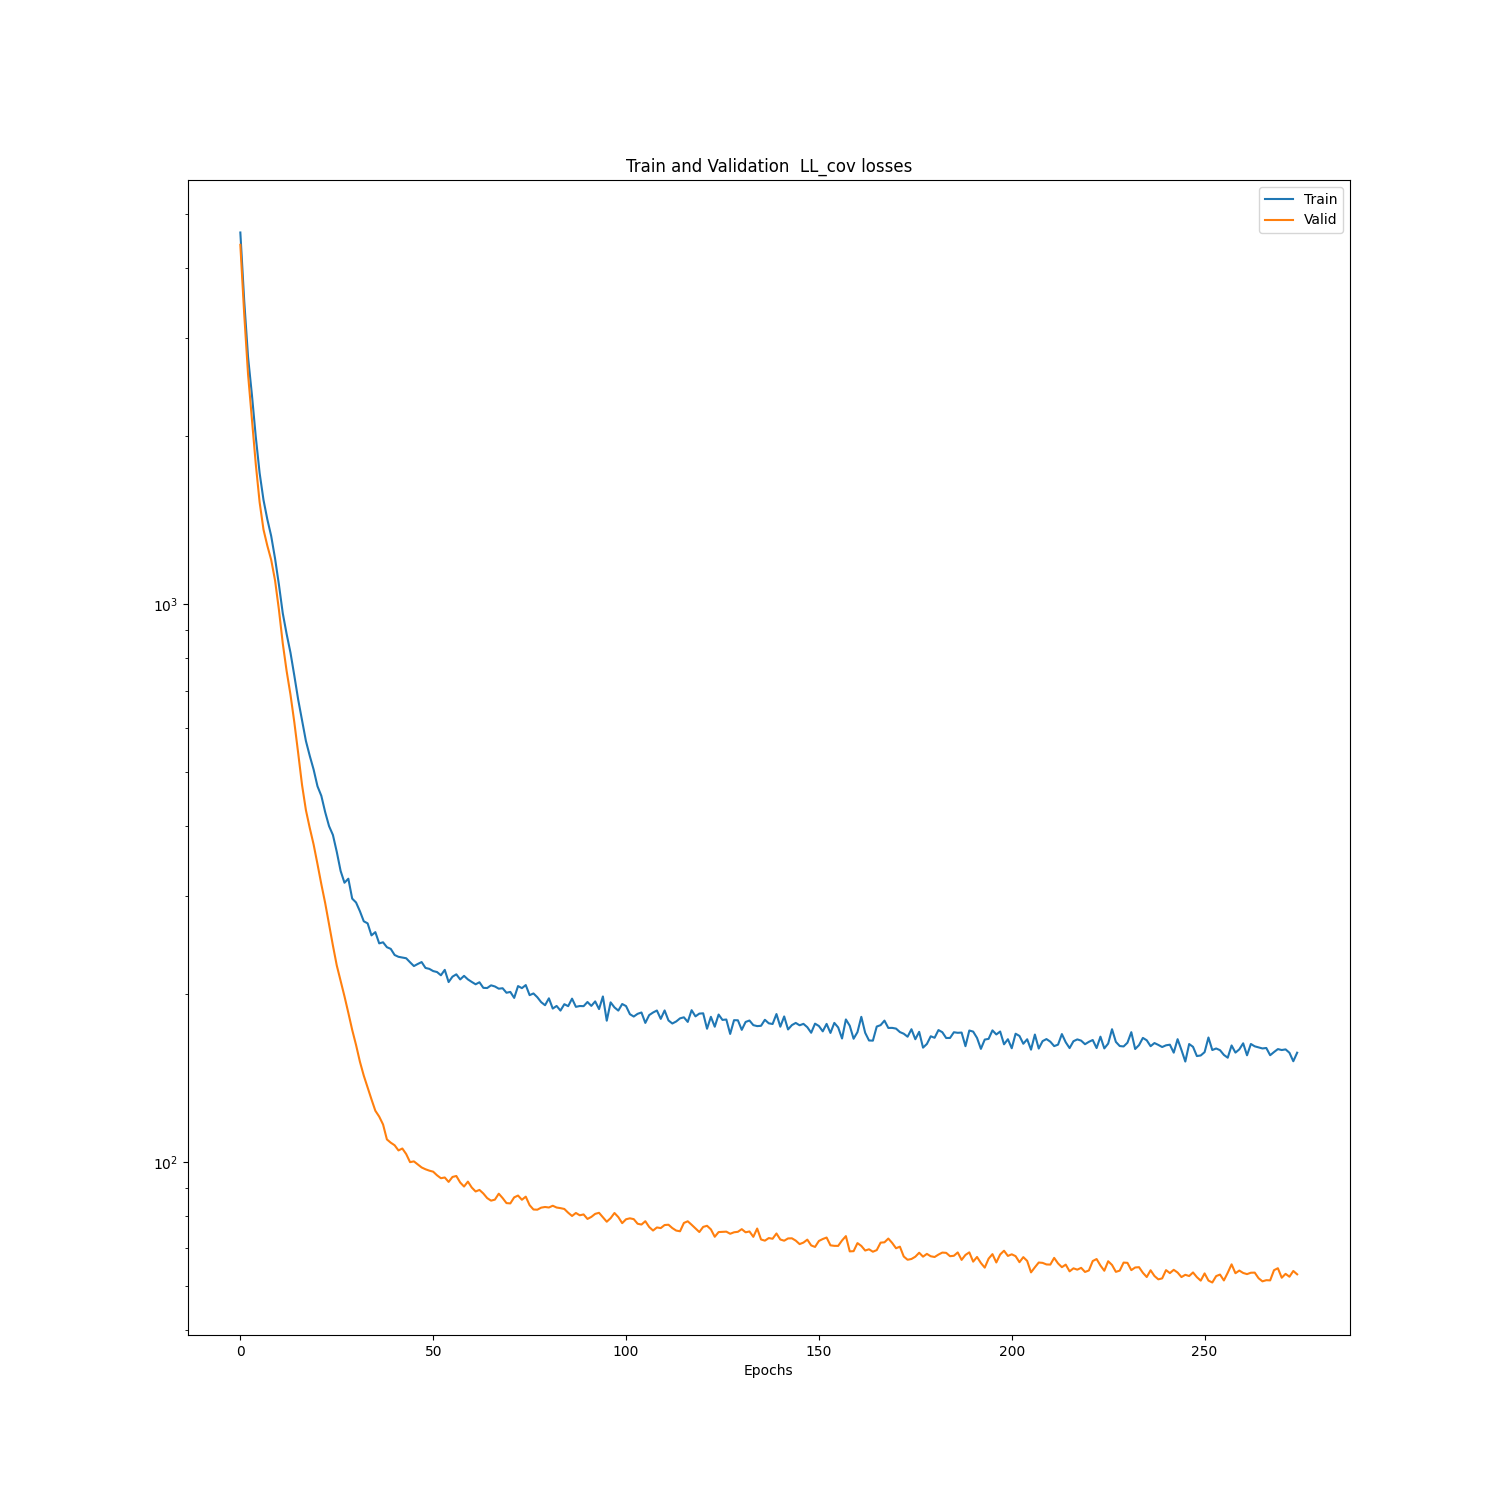 Train and Validation  LL_cov losses
Train
Valid
10³
10²
0 50 100 150 200 250
Epochs